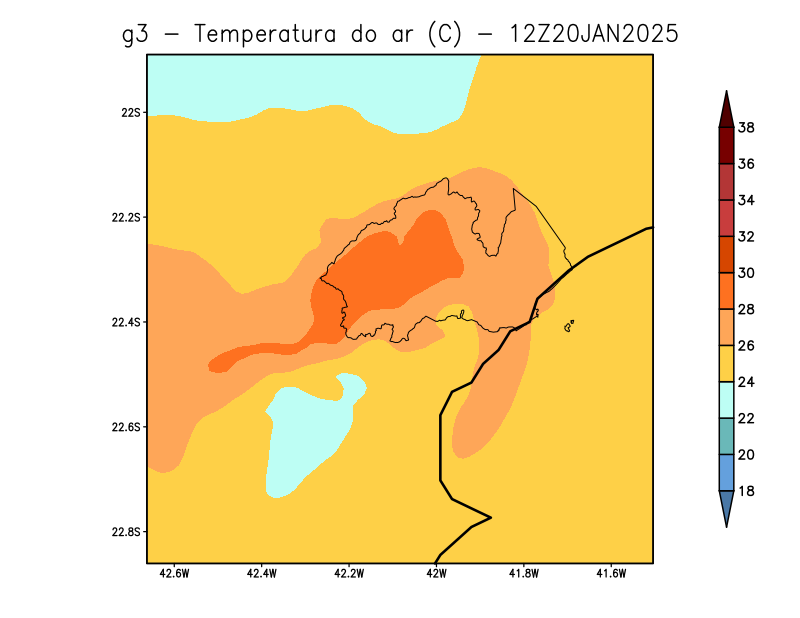 g3 - Temperatura do ar (C) - 12Z20JAN2025
22S
22.2S
22.4S
22.6S
22.8S
42.6W
42.4W
42.2W
42W
41.8W
41.6W
38
36
34
32
30
28
26
24
22
20
18